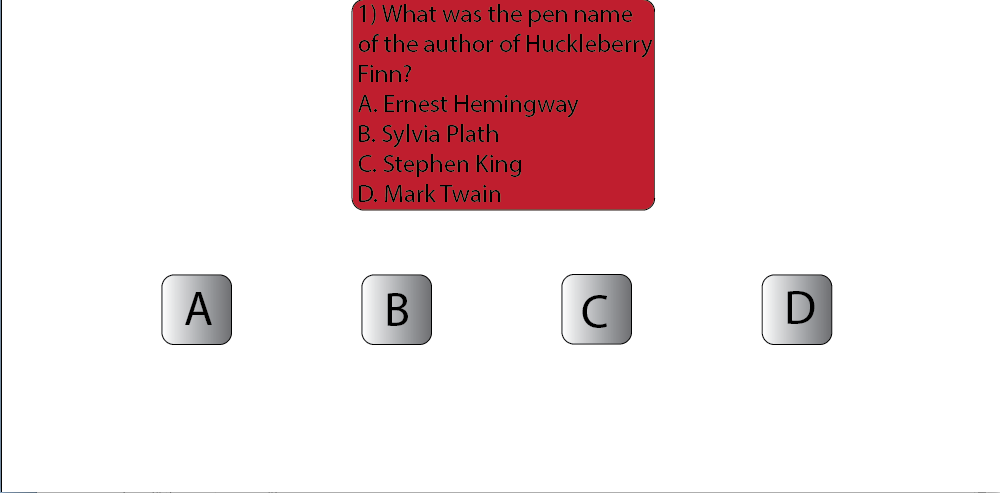 1) What was the pen name
of the author of Huckleberry
Finn?
A. Ernest Hemingway
B. Sylvia Plath
C. Stephen King
D. Mark Twain
A B C D